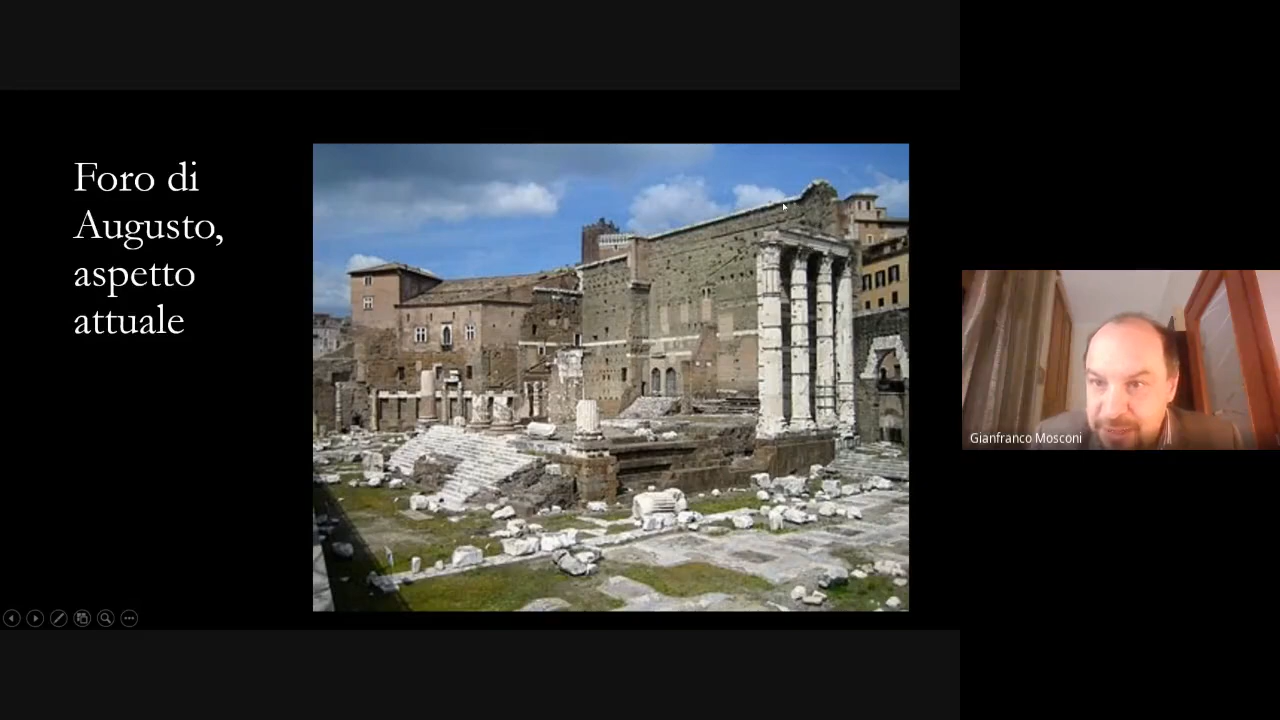 Foro di
Augusto,
aspetto
attuale
Gianfranco Mosconi